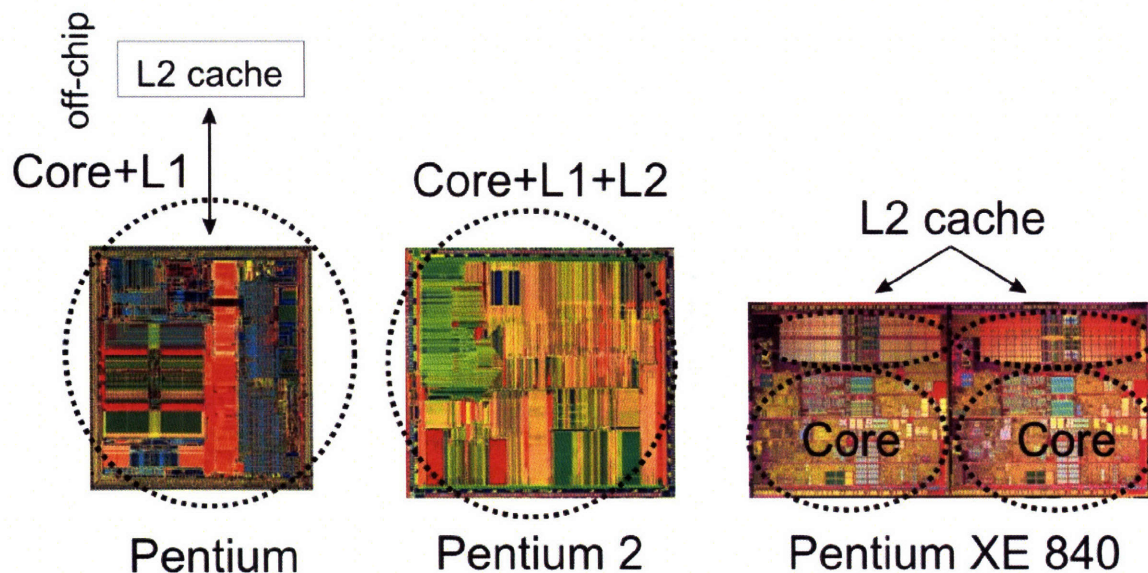 off-chip
L2 cache
Core+L1
Core+L1+L2
L2 cache
Core
Core
Pentium
Pentium 2
Pentium XE 840